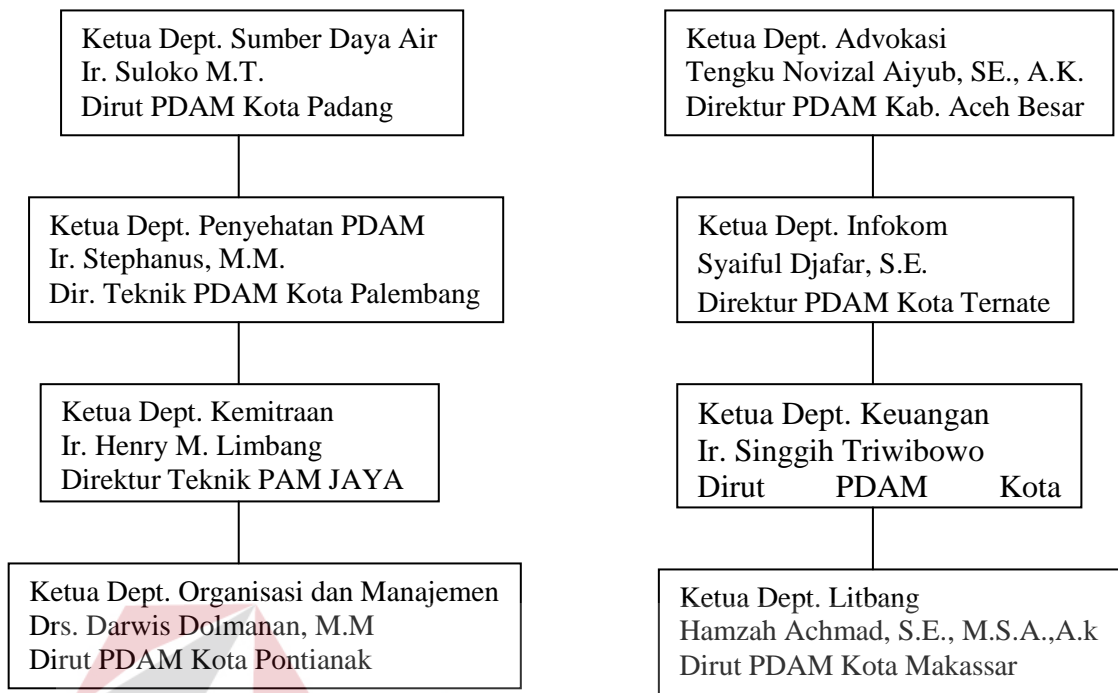 Ketua Dept. Sumber Daya Air
Ir. Suloko M.T.
Dirut PDAM Kota Padang
Ketua Dept. Penyehatan PDAM
Ir. Stephanus, M.M.
Dir. Teknik PDAM Kota Palembang
Ketua Dept. Kemitraan
Ir. Henry M. Limbang
Direktur Teknik PAM JAYA
Ketua Dept. Organisasi dan Manajemen
Drs. Darwis Dolmanan, M.M
Dirut PDAM Kota Pontianak
Ketua Dept. Advokasi
Tengku Novizal Aiyub, SE., A.K.
Direktur PDAM Kab. Aceh Besar
Ketua Dept. Infokom
Syaiful Djafar, S.E.
Direktur PDAM Kota Ternate
Ketua Dept. Keuangan
Ir. Singgih Triwibowo
Dirut PDAM Kota
Ketua Dept. Litbang
Hamzah Achmad, S.E., M.S.A.,A.k
Dirut PDAM Kota Makassar